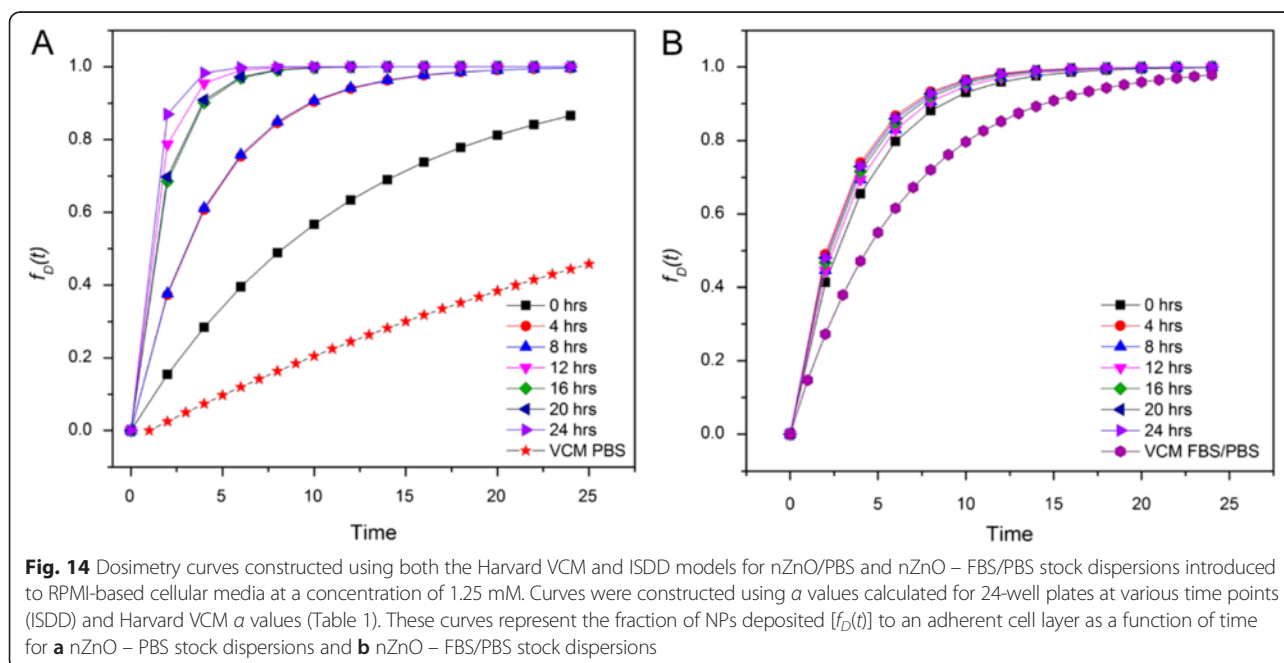 A
1.0
0.8
0.6
0.4
0.2
0.0
f_D(t)
0 hrs
4 hrs
8 hrs
12 hrs
16 hrs
20 hrs
24 hrs
VCM PBS
0 5 10 15 20 25
Time
B
1.0
0.8
0.6
0.4
0.2
0.0
f_D(t)
0 hrs
4 hrs
8 hrs
12 hrs
16 hrs
20 hrs
24 hrs
VCM FBS/PBS
0 5 10 15 20 25
Time
Fig. 14 Dosimetry curves constructed using both the Harvard VCM and ISDD models for nZnO/PBS and nZnO – FBS/PBS stock dispersions introduced
to RPMI-based cellular media at a concentration of 1.25 mM. Curves were constructed using α values calculated for 24-well plates at various time points
(ISDD) and Harvard VCM α values (Table 1). These curves represent the fraction of NPs deposited [f_D(t)] to an adherent cell layer as a function of time
for a nZnO – PBS stock dispersions and b nZnO – FBS/PBS stock dispersions